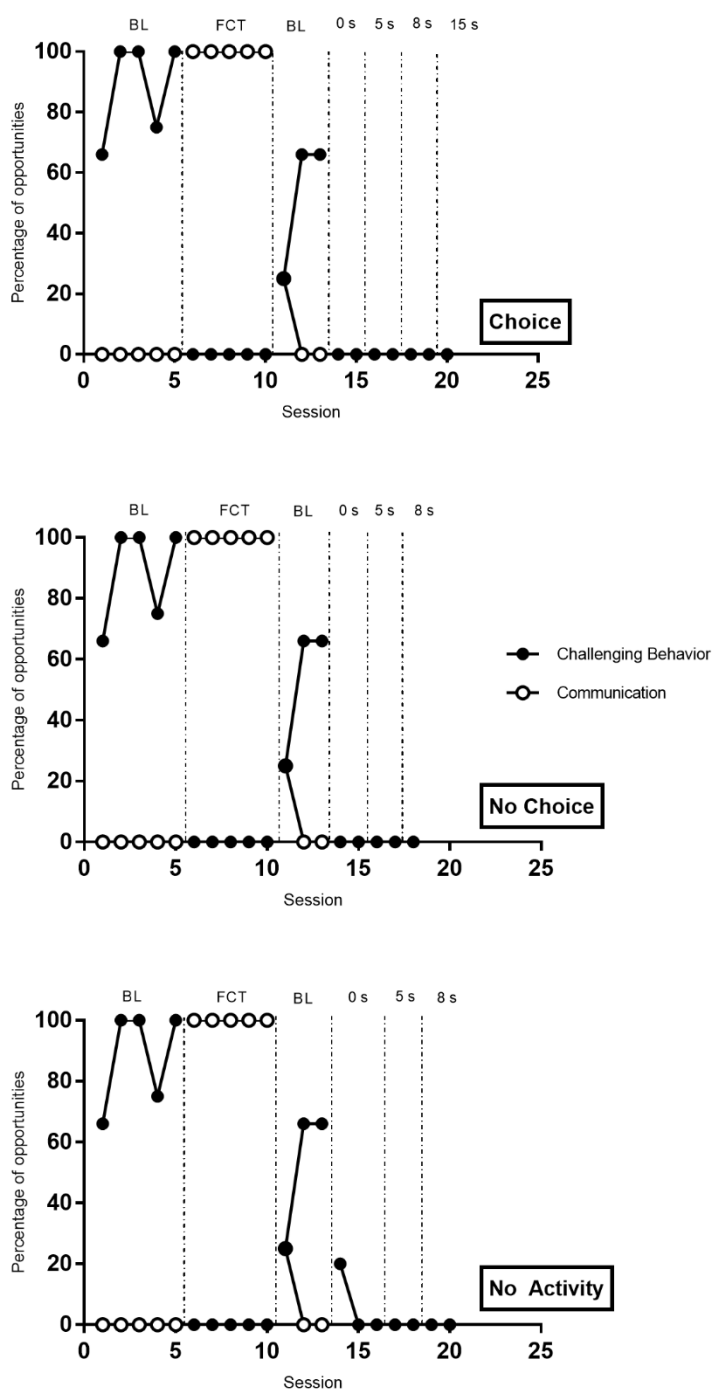 BL FCT BL 0 s 5 s 8 s 15 s
100
80
60
40
20
0
Percentage of opportunities
0 5 10 15 20 25
Session
Choice
BL FCT BL 0 s 5 s 8 s
100
80
60
40
20
0
Percentage of opportunities
0 5 10 15 20 25
Session
No Choice
Challenging Behavior
Communication
BL FCT BL 0 s 5 s 8 s
100
80
60
40
20
0
Percentage of opportunities
0 5 10 15 20 25
Session
No Activity